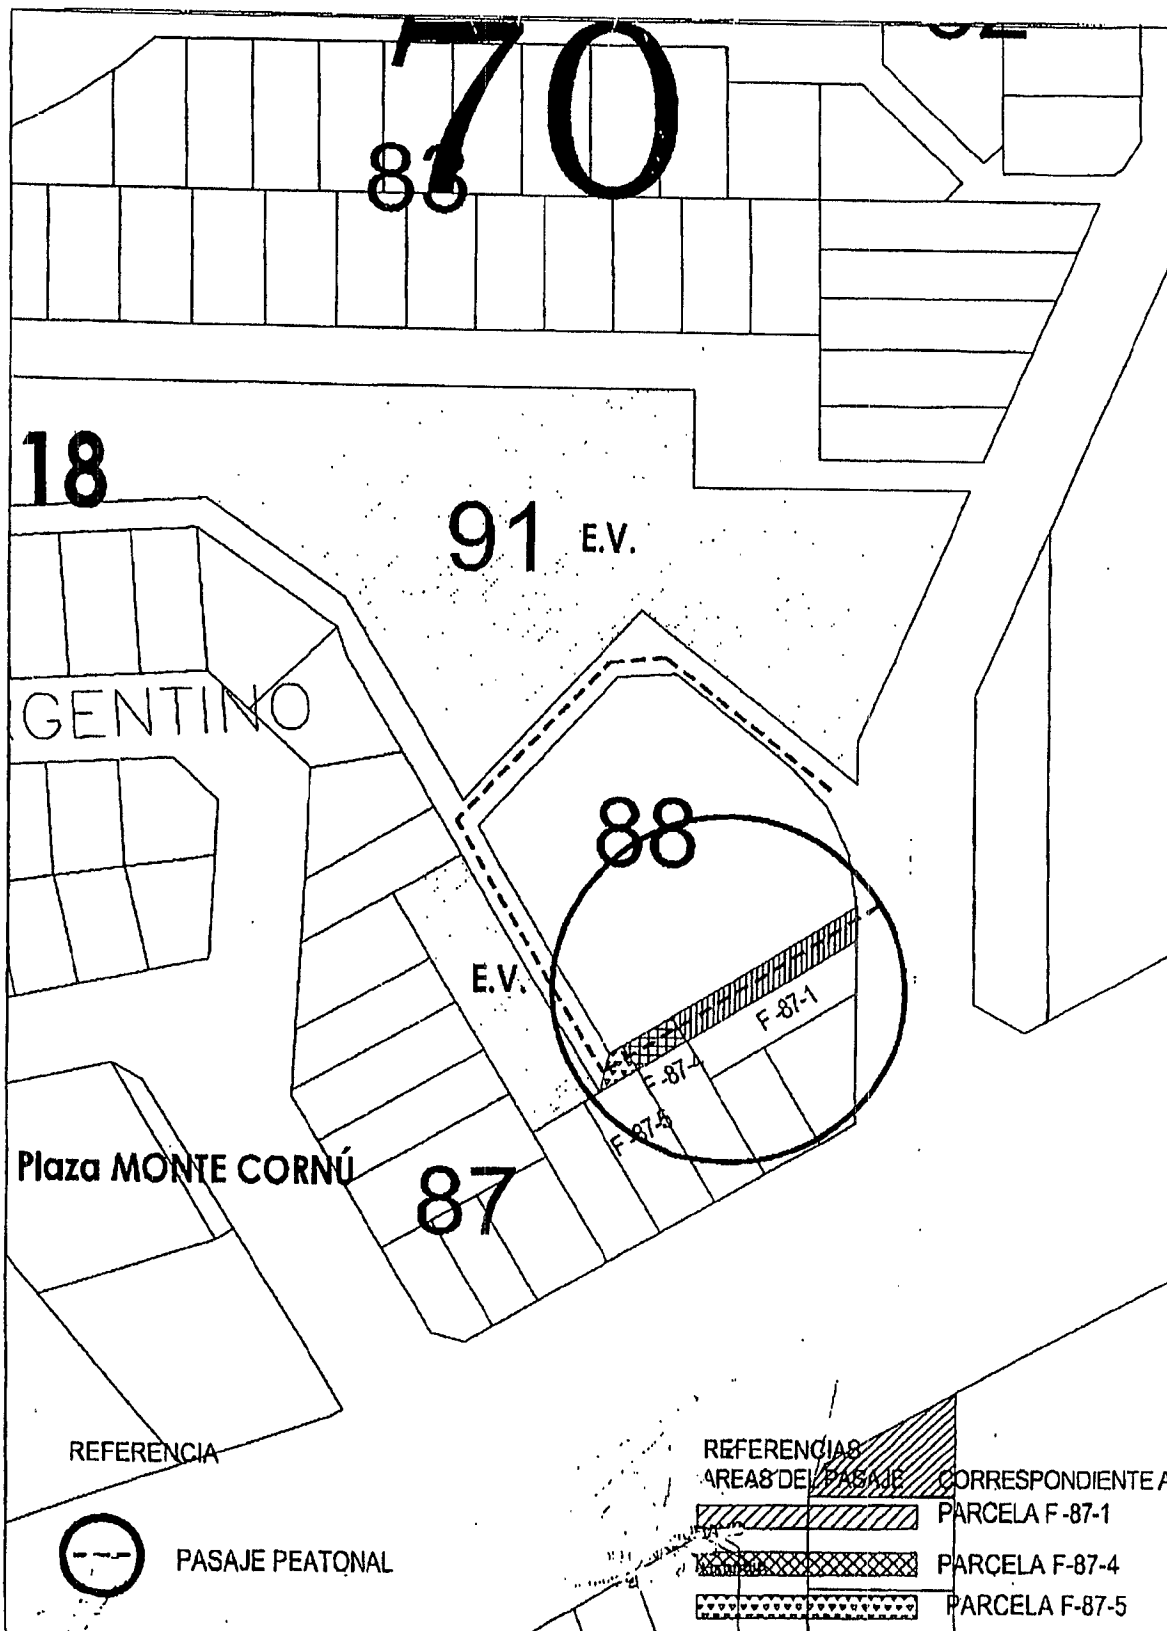 70
83
18
91 E.V.
RGENTINO
88
E.V.
F-87-1
F-87-4
F-87-5
Plaza MONTE CORNÚ
87
REFERENCIA
PASAJE PEATONAL
REFERENCIAS
AREAS DEL PASAJE CORRESPONDIENTE A
PARCELA F-87-1
PARCELA F-87-4
PARCELA F-87-5